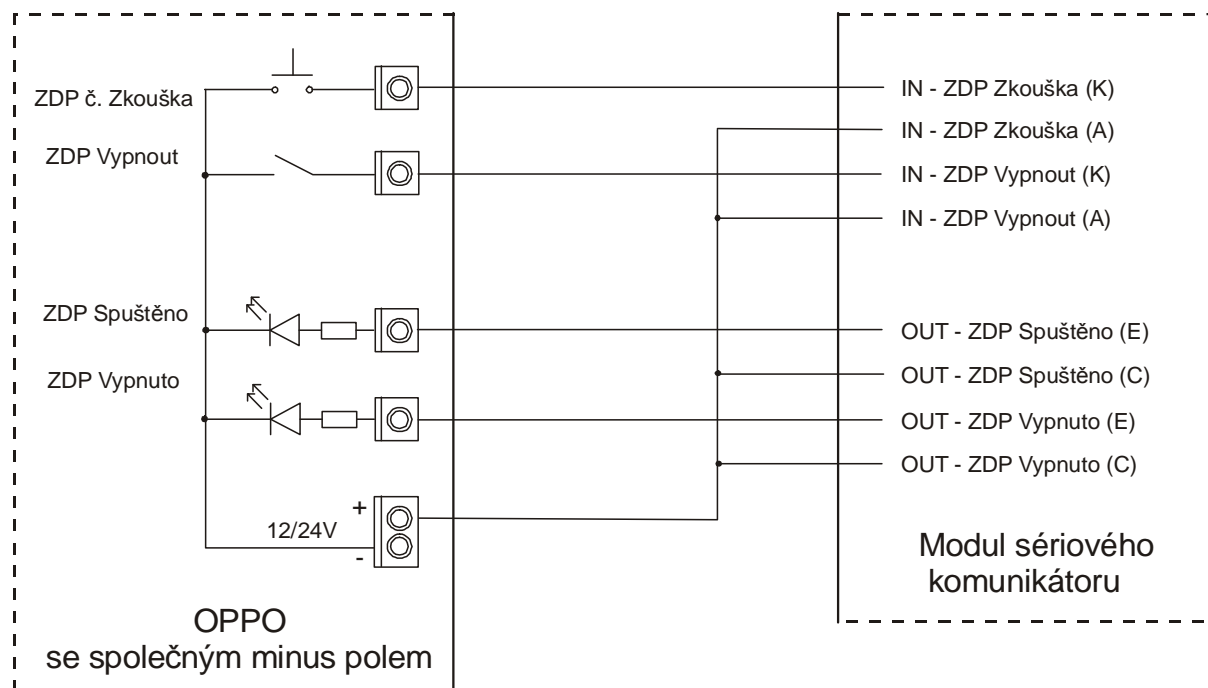 ZDP č. Zkouška
ZDP Vypnout
ZDP Spuštěno
ZDP Vypnuto
+
12/24V
-
OPPO
se společným minus polem
IN - ZDP Zkouška (K)
IN - ZDP Zkouška (A)
IN - ZDP Vypnout (K)
IN - ZDP Vypnout (A)
OUT - ZDP Spuštěno (E)
OUT - ZDP Spuštěno (C)
OUT - ZDP Vypnuto (E)
OUT - ZDP Vypnuto (C)
Modul sériového
komunikátoru